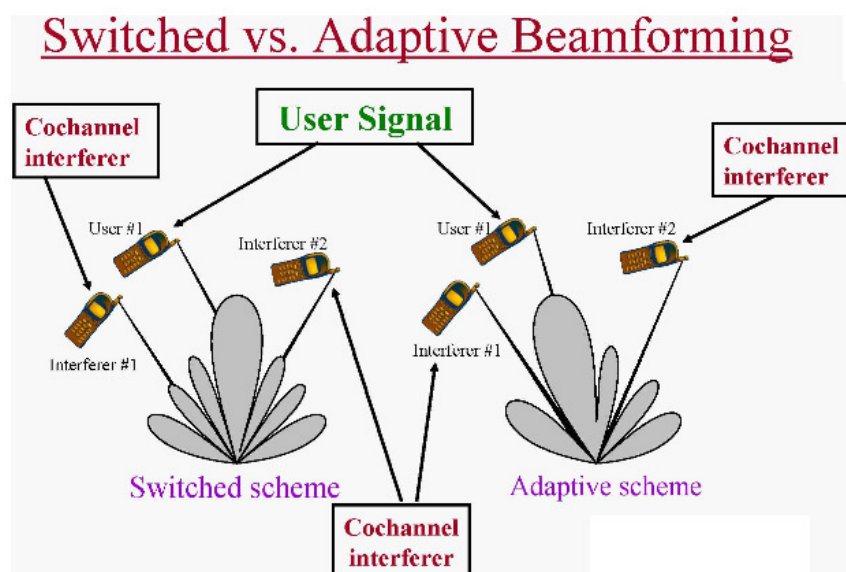 Switched vs. Adaptive Beamforming
Cochannel
interferer
User Signal
Cochannel
interferer
User #1
Interferer #2
Interferer #1
User #1
Interferer #2
Interferer #1
Switched scheme
Adaptive scheme
Cochannel
interferer